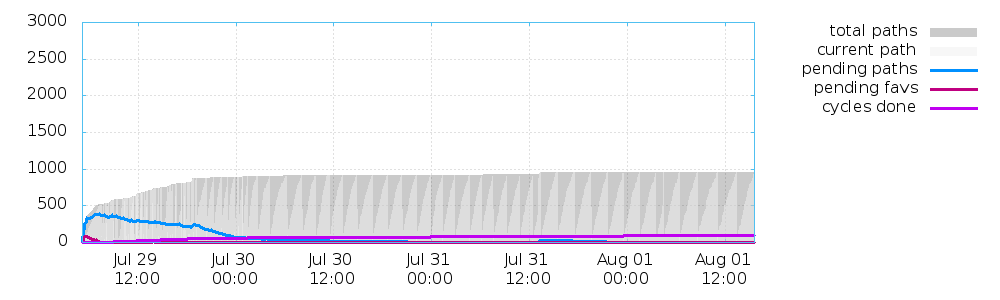 3000
2500
2000
1500
1000
500
0
Jul 29
12:00
Jul 30
00:00
Jul 30
12:00
Jul 31
00:00
Jul 31
12:00
Aug 01
00:00
Aug 01
12:00
total paths
current path
pending paths
pending favs
cycles done